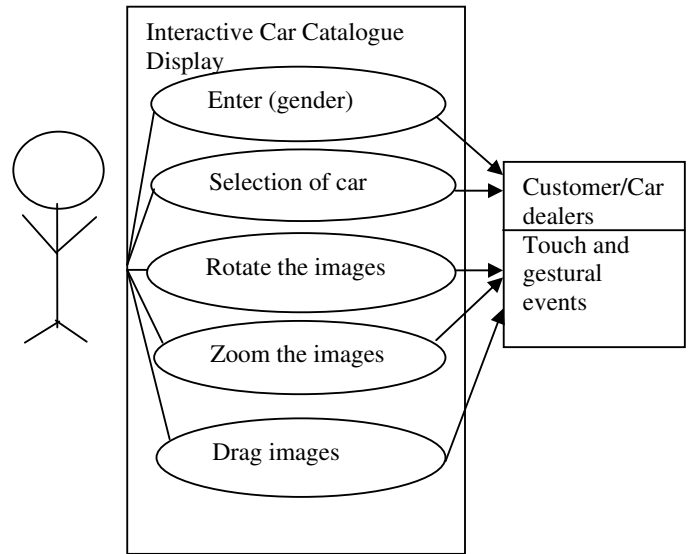 Interactive Car Catalogue
Display
Enter (gender)
Selection of car
Rotate the images
Zoom the images
Drag images
Customer/Car
dealers
Touch and
gestural
events